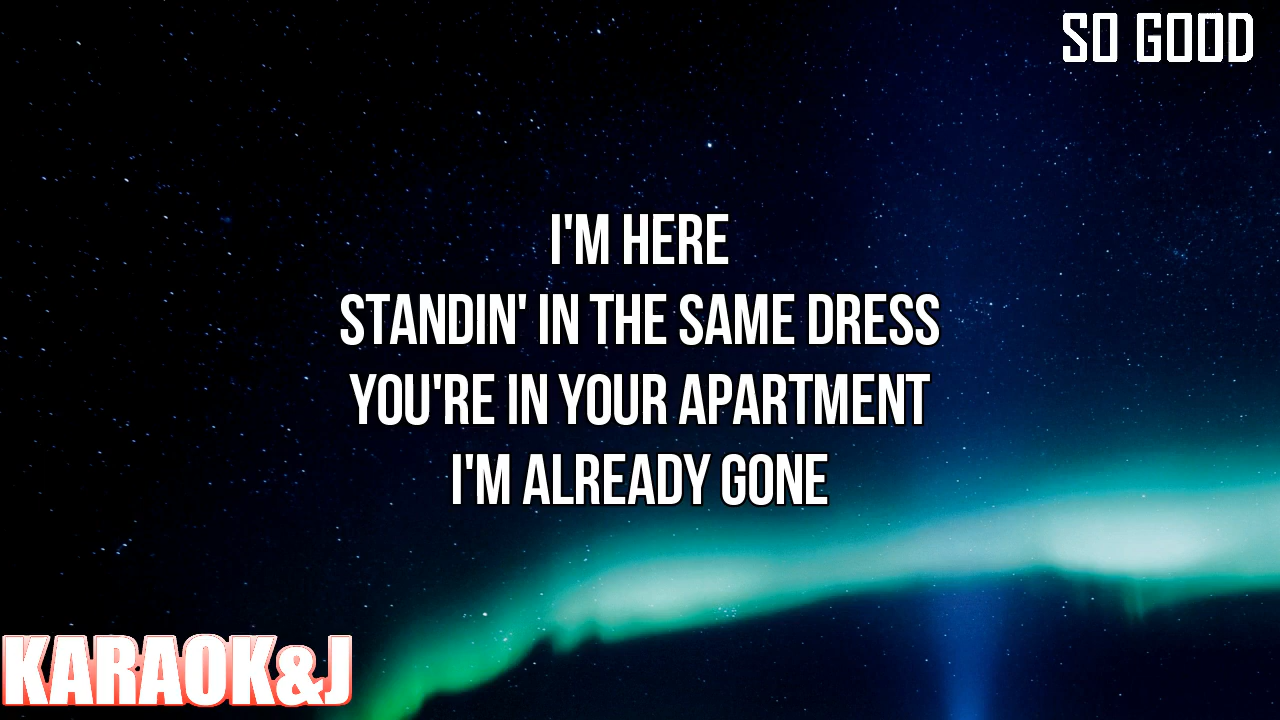 SO GOOD
I'M HERE
STANDIN' IN THE SAME DRESS
YOU'RE IN YOUR APARTMENT
I'M ALREADY GONE
KARAOK&J